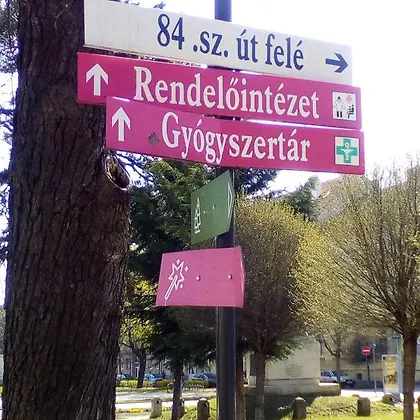 84 .sz. út felé
Rendelőintézet
Gyógyszertár